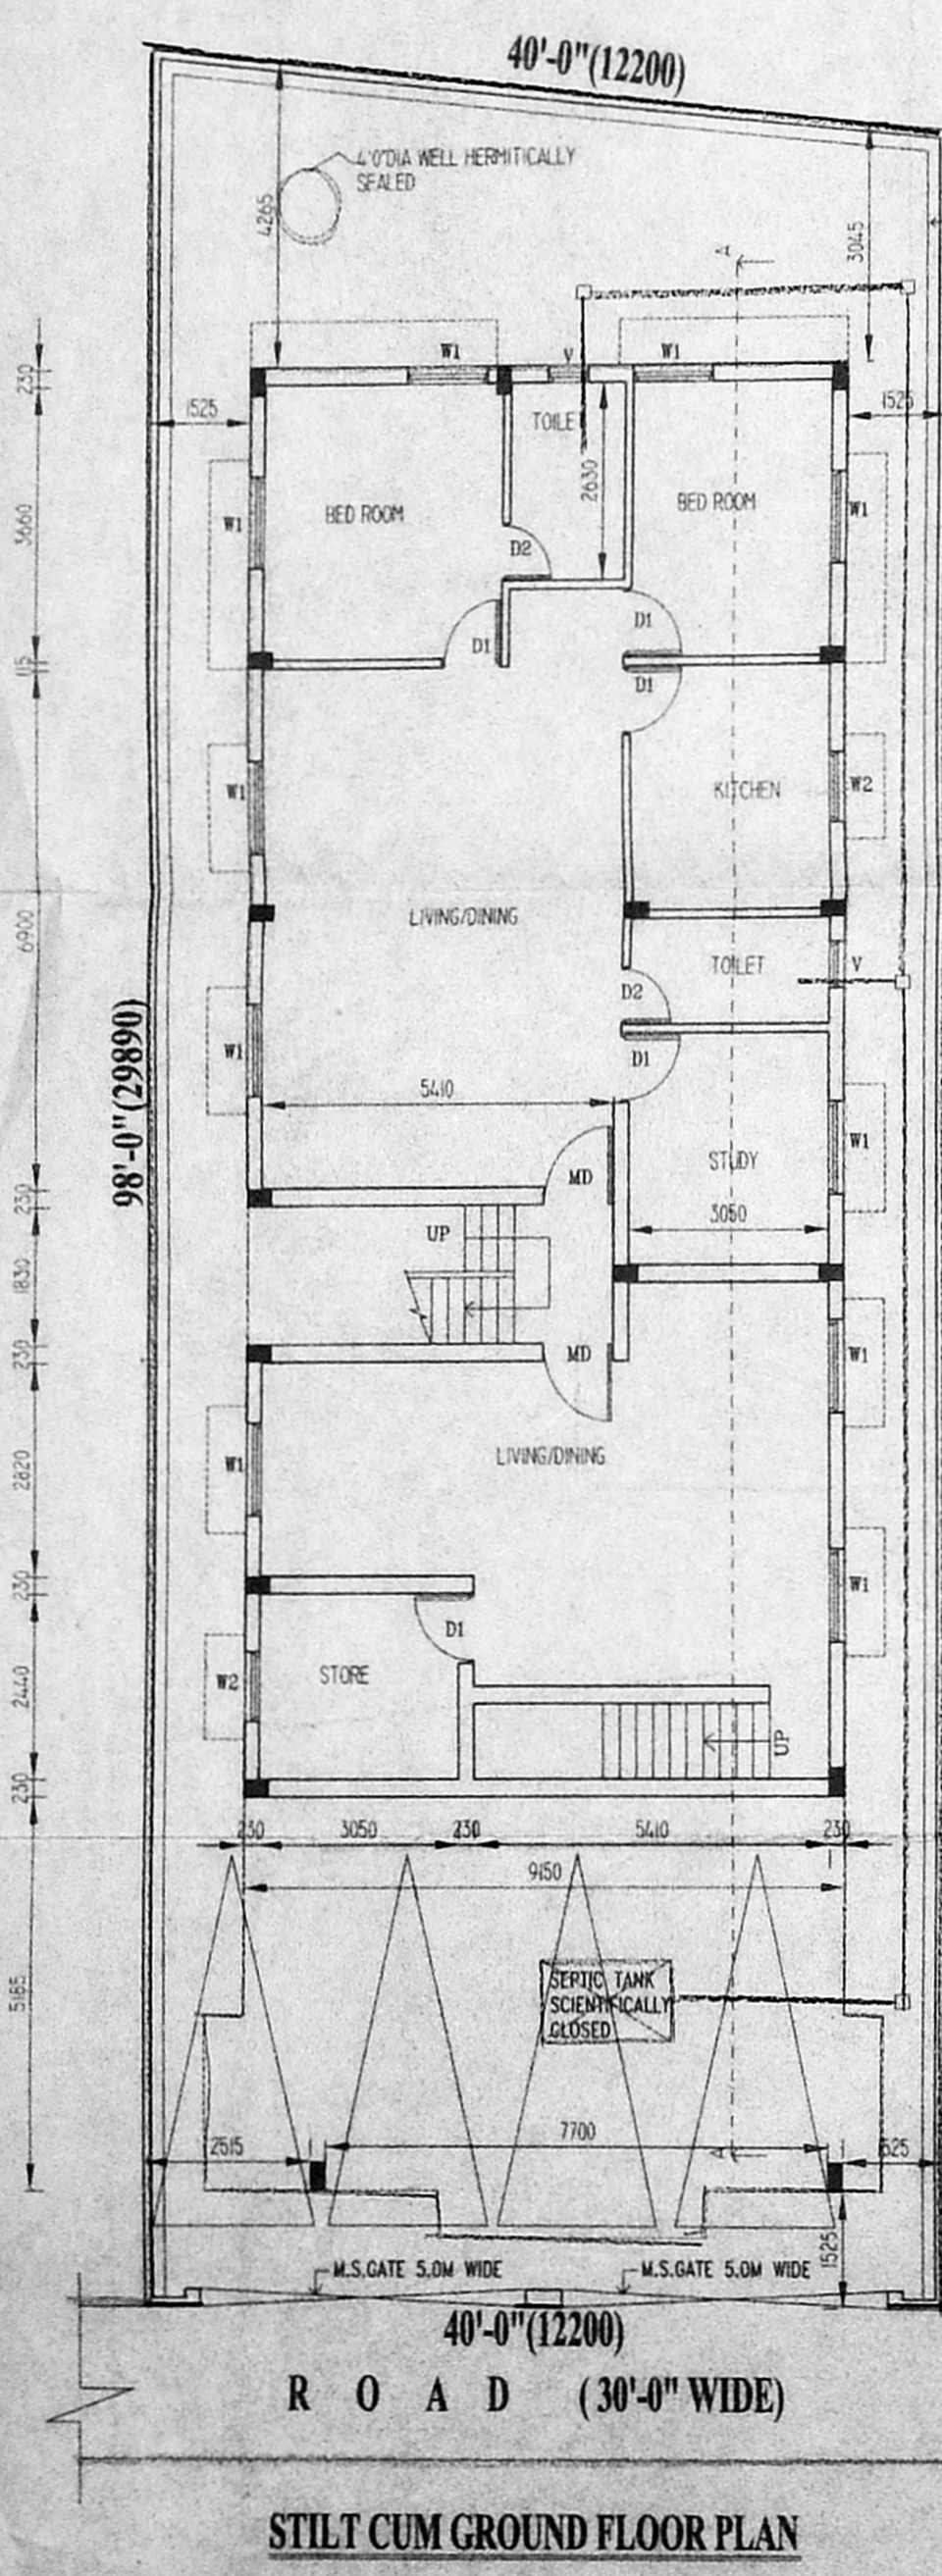 40'-0"(12200)
4'0"DIA WELL HERMITICALLY
SEALED
4265
3045
A
W1
V
W1
230
1525
1525
TOILET
2630
3660
BED ROOM
BED ROOM
W1
W1
D2
D1
D1
115
D1
W1
KITCHEN
W2
LIVING/DINING
6900
TOILET
V
D2
W1
D1
98'-0"(29890)
5410
W1
STUDY
MD
230
3050
UP
1830
230
MD
W1
LIVING/DINING
W1
2820
230
W1
D1
STORE
W2
2440
UP
230
230
3050
230
5410
230
9150
SEPTIC TANK
SCIENTIFICALLY
CLOSED
5185
7700
2515
A
1525
1525
M.S.GATE 5.0M WIDE
M.S.GATE 5.0M WIDE
40'-0"(12200)
ROAD (30'-0" WIDE)
STILT CUM GROUND FLOOR PLAN